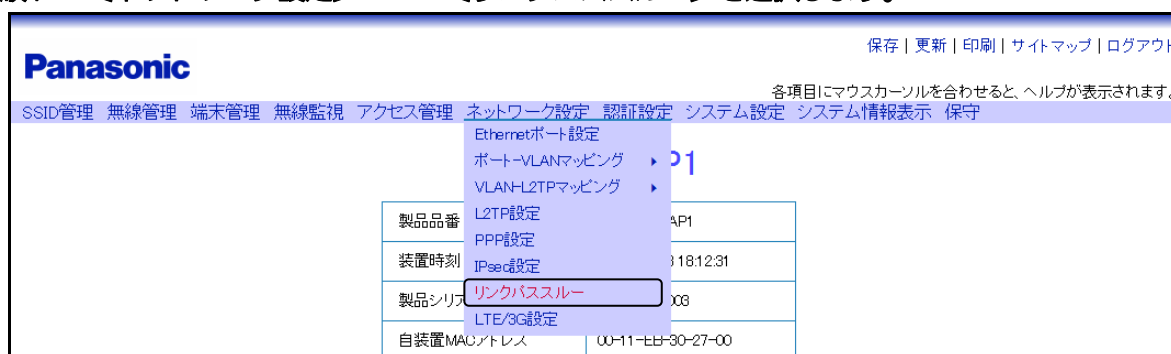 保存 | 更新 | 印刷 | サイトマップ | ログアウト
Panasonic
各項目にマウスカーソルを合わせると、ヘルプが表示されます。
SSID管理 無線管理 端末管理 無線監視 アクセス管理 ネットワーク設定 認証設定 システム設定 システム情報表示 保守
Ethernetポート設定
ポート-VLANマッピング
P1
VLAN-L2TPマッピング
L2TP設定
製品品番
AP1
PPP設定
装置時刻
IPsec設定
18:12:31
リンクパススルー
製品シリア
003
LTE/3G設定
自装置MACアドレス
00-11-EB-30-27-00